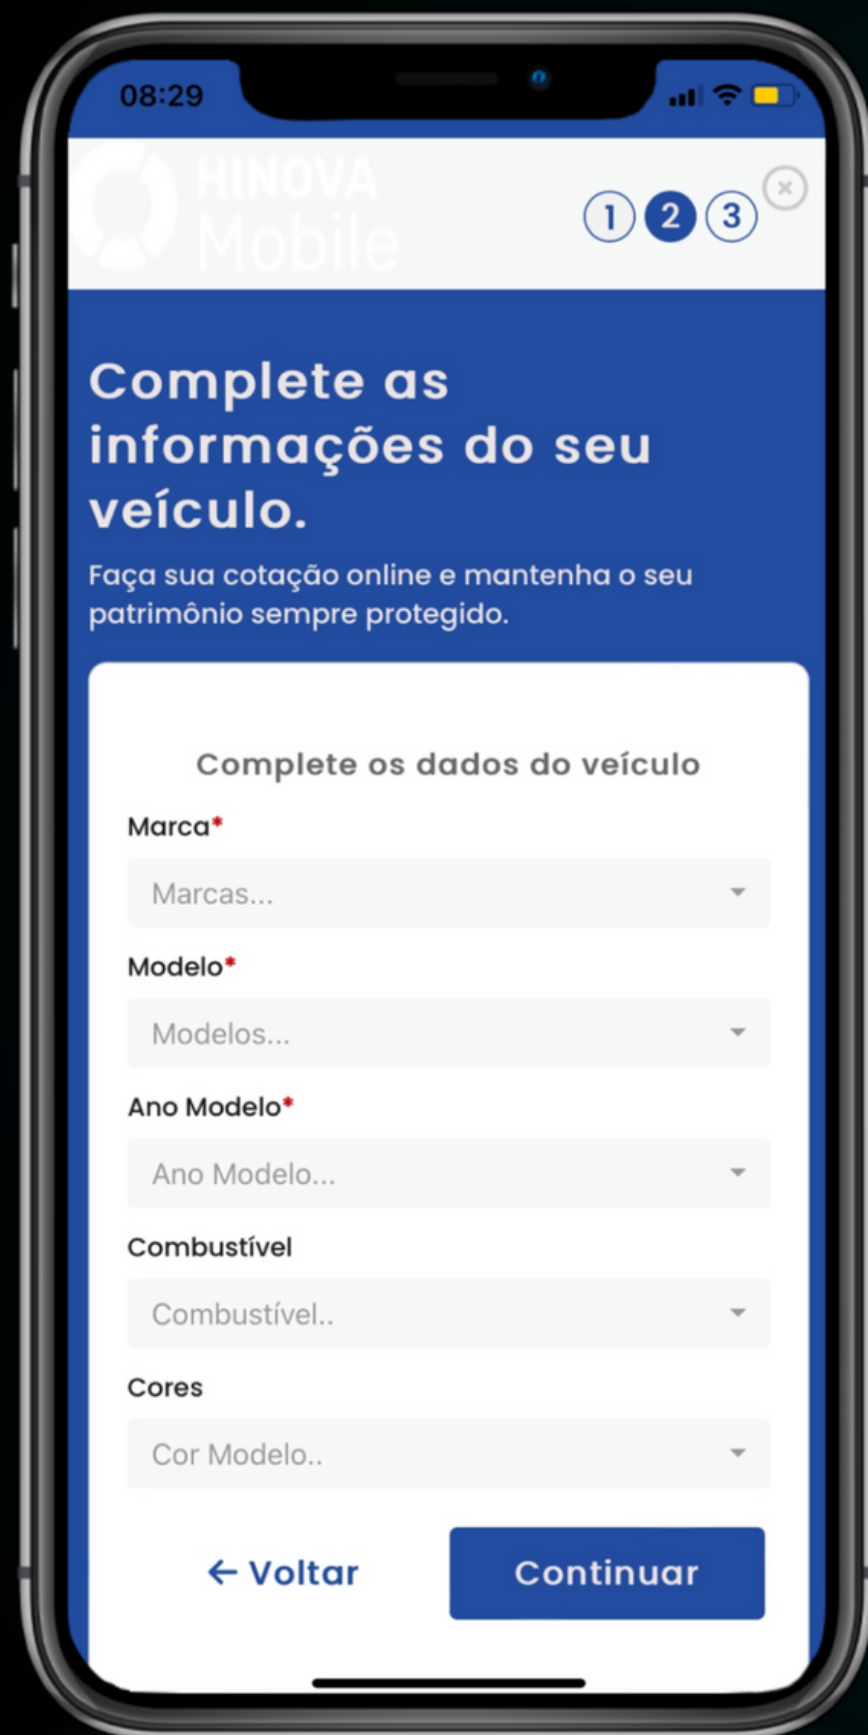 08:29
HINOVA
Mobile
1 2 3
Complete as
informações do seu
veículo.
Faça sua cotação online e mantenha o seu
patrimônio sempre protegido.
Complete os dados do veículo
Marca*
Marcas...
Modelo*
Modelos...
Ano Modelo*
Ano Modelo...
Combustível
Combustível..
Cores
Cor Modelo..
← Voltar
Continuar